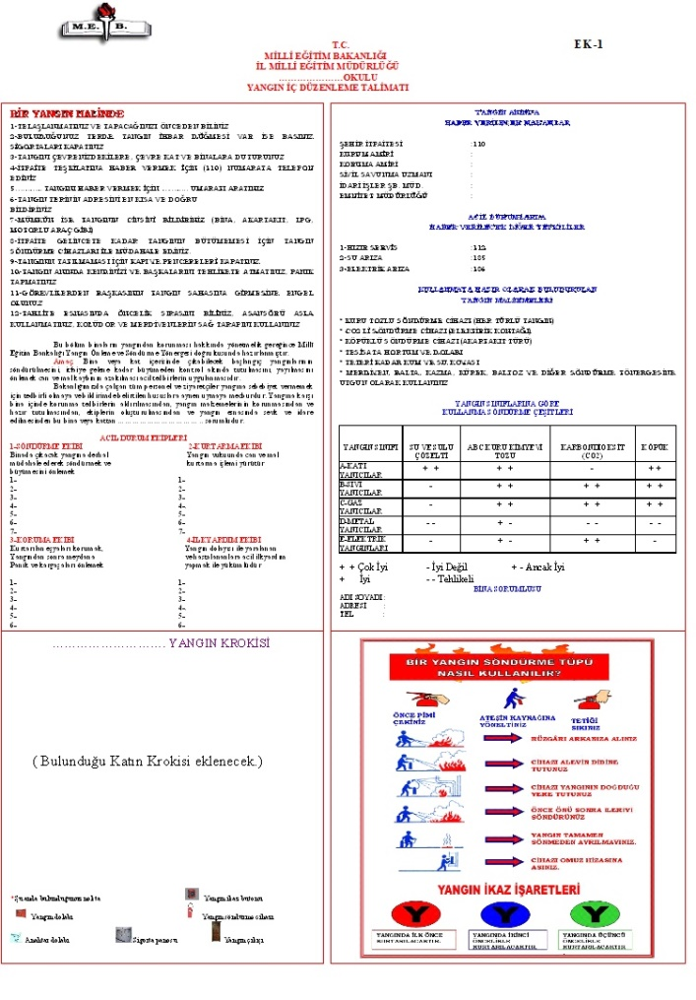 M.E. B.
EK-1
T.C.
MİLLİ EĞİTİM BAKANLIĞI
İL MİLLİ EĞİTİM MÜDÜRLÜĞÜ
…………………OKULU
YANGIN İÇ DÜZENLEME TALİMATI
BİR YANGIN HALİNDE
1-TELAŞLANMAYINIZ VE YAPACAĞINIZI ÖNCEDEN BİLİNİZ
2-BULUNDUĞUNUZ YERDE YANGIN İHBAR DÜĞMESİ VAR İSE BASINIZ
SİGORTALARI KAPATINIZ
3-YANGINI ÇEVRENİZDEKİLERE, ÇEVRE KAT VE BİNALARA DUYURUNUZ
4-İTFAİYE TEŞKİLATINA HABER VERMEK İÇİN (110) NUMARAYA TELEFON
EDİNİZ
5……….. YANGINI HABER VERMEK İÇİN ……….. UMARAYI ARAYINIZ
6-YANGIN YERİNİN ADRESİNİ EN KISA VE DOĞRU
BİLDİRİNİZ
7-MÜMKÜN İSE YANGININ CİNSİNİ BİLDİRİNİZ (BİNA, AKARYAKIT, LPG,
MOTORLU ARAÇ GİBİ)
8-İTFAİYE GELİNCEYE KADAR YANGININ BÜYÜMEMESİ İÇİN YANGIN
SÖNDÜRME CİHAZLARI İLE MÜDAHALE EDİNİZ.
9-YANGININ YAYILMAMASI İÇİN KAPI VE PENCERELERİ KAPATINIZ
10-YANGIN ANINDA KENDİNİZİ VE BAŞKALARINI TEHLİKEYE ATMAYINIZ, PANİK
YAPMAYINIZ
11-GÖREVLİLERDEN BAŞKASININ YANGIN SAHASINA GİRMESİNE, ENGEL
OLUNUZ
12-TAHLİYE ESNASINDA ÖNCELİK SIRASINI BİLİNİZ, ASANSÖRÜ ASLA
KULLANMAYINIZ, KORİDOR VE MERDİVENLERİN SAĞ TARAFINI KULLANINIZ
Bu bölüm binaların yangından korunması hakkında yönetmelik gereğince Milli
Eğitim Bakanlığı Yangın Önleme ve Söndürme Yönergesi doğrultusunda hazırlanmıştır.
Amaç: Bina veya kat içerisinde çıkabilecek başlangıç yangınlarının
söndürülmesini, itfaiye gelene kadar büyümeden kontrol altında tutulmasını, yayılmasını
önlemek can ve mal kaybının azaltılması acil tedbirlerin uygulanmasıdır.
Bakanlığımızda çalışan tüm personel ve ziyaretçiler yangına sebebiyet vermemek
için tedbirli olmaya ve bildirimde belirtilen hususlara aynen uymaya mecburdur. Yangına karşı
bina içinde koruma tedbirlerin aldırılmasından, yangın malzemelerinin korunmasından ve
hazır tutulmasından, ekiplerin oluşturulmasından ve yangın esnasında sevk ve idare
edilmesinden bu bina veya kattan …………………………… sorumludur.
ACİL DURUM EKİPLERİ
1-SÖNDÜRME EKİBİ
Binada çıkacak yangına derhal
müdahale ederek söndürmek ve
büyümesini önlemek
1-
2-
3-
4-
5-
6-
7-
2-KURTARMA EKİBİ
Yangın vukuunda can ve mal
kurtarma işlemi yürütür
1-
2-
3-
4-
5-
6-
7-
3-KORUMA EKİBİ
Kurtarılan eşyaları korumak,
Yangından sonra meydana
Panik ve kargaşaları önlemek
1-
2-
3-
4-
5-
6-
4-İLK YARDIM EKİBİ
Yangın dolayısı ile yaralanan
ve hastalananlara acil ilk yardım
yapmak ile yükümlüdür
1-
2-
3-
4-
5-
6-
YANGIN ANINDA
HABER VERİLECEK MAKAMLAR
ŞEHİR İTFAİYESİ :110
KURUM AMİRİ :
KORUMA AMİRİ :
SİVİL SAVUNMA UZMANI :
İDARİ İŞLER ŞB. MÜD. :
EMNİYET MÜDÜRLÜĞÜ :
ACİL DURUMLARDA
HABER VERİLECEK DİĞER YETKİLİLER
1-HIZIR SERVİS :112
2-SU ARIZA :185
3-ELEKTRİK ARIZA :186
KULLANMAYA HAZIR OLARAK BULUNDURULAN
YANGIN MALZEMELERİ
* KURU TOZLU SÖNDÜRME CİHAZI (HER TÜRLÜ YANGIN)
* CO2 Lİ SÖNDÜRME CİHAZI (ELEKTRİK KONTAĞI)
* KÖPÜKLÜ SÖNDÜRME CİHAZI (AKARYAKIT TÜRÜ)
* TESİSATA HORTUM VE DOLABI
* YETERİ KADAR KUM VE SU KOVASI
* MERDİVEN, BALTA, KAZMA, KÜREK, BALYOZ VE DİĞER SÖNDÜRME YÖNERGESİNE
UYGUN OLARAK KULLANINIZ
YANGIN SINIFLARINA GÖRE
KULLANMA SÖNDÜRME ÇEŞİTLERİ
YANGIN SINIFI SU VE SULU ÇÖZELTİ ABC KURU KİMYEVİ TOZU KARBONDİOKSİT (CO2) KÖPÜK
A-KATI YANICILAR + + + + - + +
B-SIVI YANICILAR - + + + + + +
C-GAZ YANICILAR - + + + + + +
D-METAL YANICILAR - - + - - - - -
E-ELEKTRİK YANGINLARI - + - + + -
+ + Çok İyi - İyi Değil + - Ancak İyi
+ İyi - - Tehlikeli
BİNA SORUMLUSU
ADI SOYADI :
ADRESİ :
TEL :
………………………. YANGIN KROKİSİ
( Bulunduğu Katın Krokisi eklenecek.)
*Şuanda bulunduğunuz nokta
Yangın ikaz butonu
Yangın dolabı
Yangın söndürme cihazı
Anahtar dolabı
Sigorta panosu
Yangın çıkışı
BİR YANGIN SÖNDÜRME TÜPÜ
NASIL KULLANILIR?
ÖNCE PİMİ
ÇEKİNİZ
ATEŞİN KAYNAĞINA
YÖNELTİNİZ
TETİĞİ
SIKINIZ
RÜZGÂRI ARKANIZA ALINIZ
CİHAZI ALEVİN DİBİNE
TUTUNUZ
CİHAZI YANGININ DOĞDUĞU
YERE TUTUNUZ
ÖNCE ÖNÜ SONRA İLERİYİ
SÖNDÜRÜNÜZ
YANGIN TAMAMEN
SÖNMEDEN AYRILMAYINIZ.
CİHAZI OMUZ HİZASINA
ASINIZ.
YANGIN İKAZ İŞARETLERİ
Y
Y
Y
YANGINDA İLK ÖNCE
KURTARILACAKTIR.
YANGINDA İKİNCİ
ÖNCELİKLE
KURTARILACAKTIR.
YANGINDA ÜÇÜNCÜ
ÖNCELİKLE
KURTARILACAKTIR